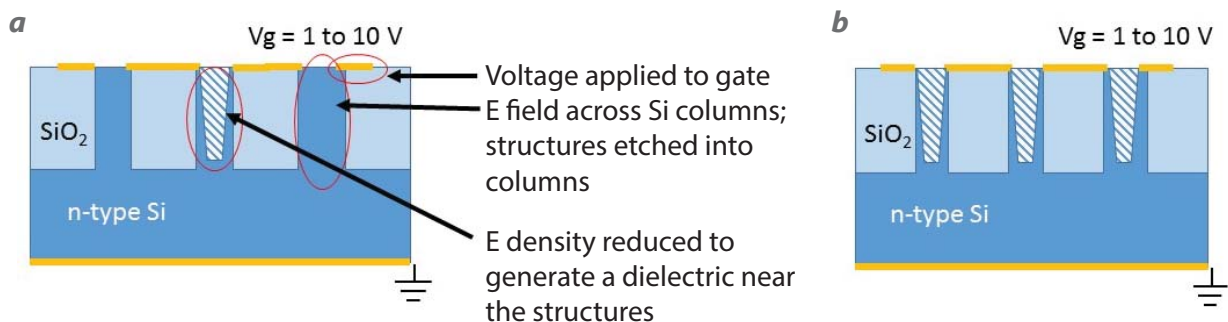 a
Vg = 1 to 10 V
SiO2
n-type Si
Voltage applied to gate
E field across Si columns;
structures etched into
columns
E density reduced to
generate a dielectric near
the structures
b
Vg = 1 to 10 V
SiO2
n-type Si